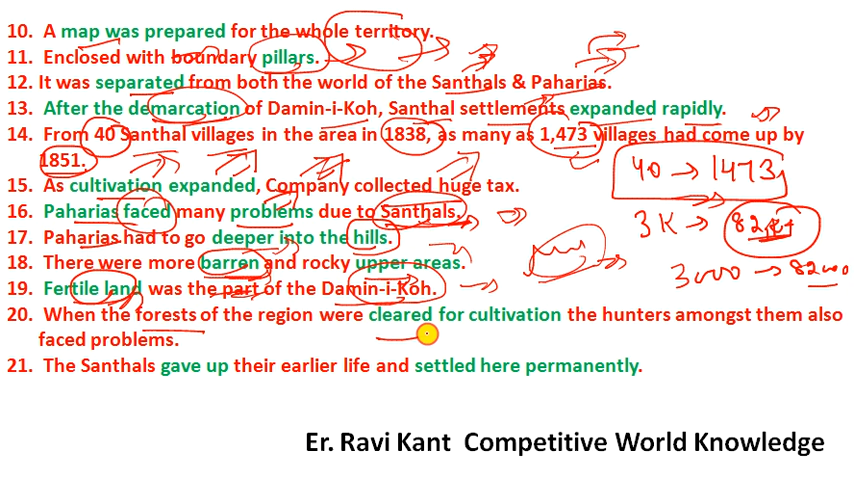 10. A map was prepared for the whole territory.
11. Enclosed with boundary pillars.
12. It was separated from both the world of the Santhals & Paharias.
13. After the demarcation of Damin-i-Koh, Santhal settlements expanded rapidly.
14. From 40 Santhal villages in the area in 1838, as many as 1,473 villages had come up by
1851.
40 → 1473
15. As cultivation expanded, Company collected huge tax.
16. Paharias faced many problems due to Santhals.
3K →
17. Paharias had to go deeper into the hills.
18. There were more barren and rocky upper areas.
3000 → 82000
19. Fertile land was the part of the Damin-i-Koh.
20. When the forests of the region were cleared for cultivation the hunters amongst them also
faced problems.
21. The Santhals gave up their earlier life and settled here permanently.
Er. Ravi Kant Competitive World Knowledge